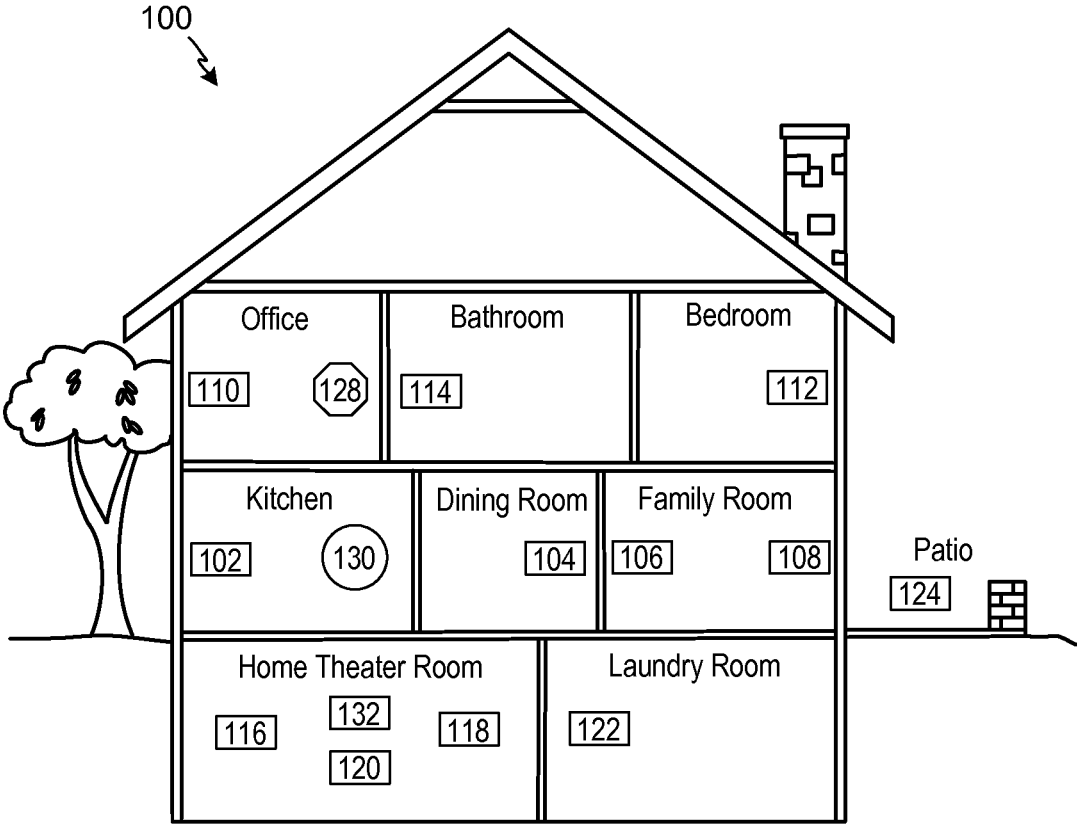 100
Office
Bathroom
Bedroom
110
128
114
112
Kitchen
Dining Room
Family Room
102
130
104
106
108
Patio
124
Home Theater Room
Laundry Room
116
132
118
122
120